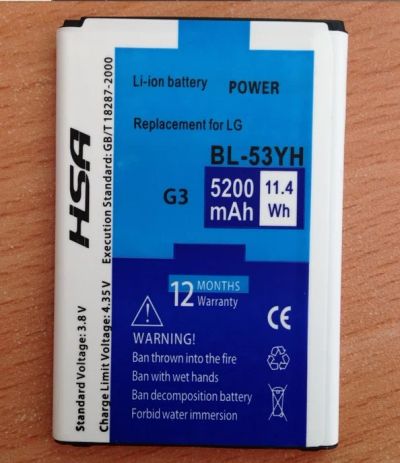 Li-ion battery POWER
Replacement for LG
BL-53YH
G3
5200 mAh
11.4 Wh
12 MONTHS
Warranty
WARNING!
Ban thrown into the fire
Ban with wet hands
Ban decomposition battery
Forbid water immersion
CE
HSA
Execution Standard: GB/T 18287-2000
Charge Limit Voltage: 4.35 V
Standard Voltage: 3.8 V